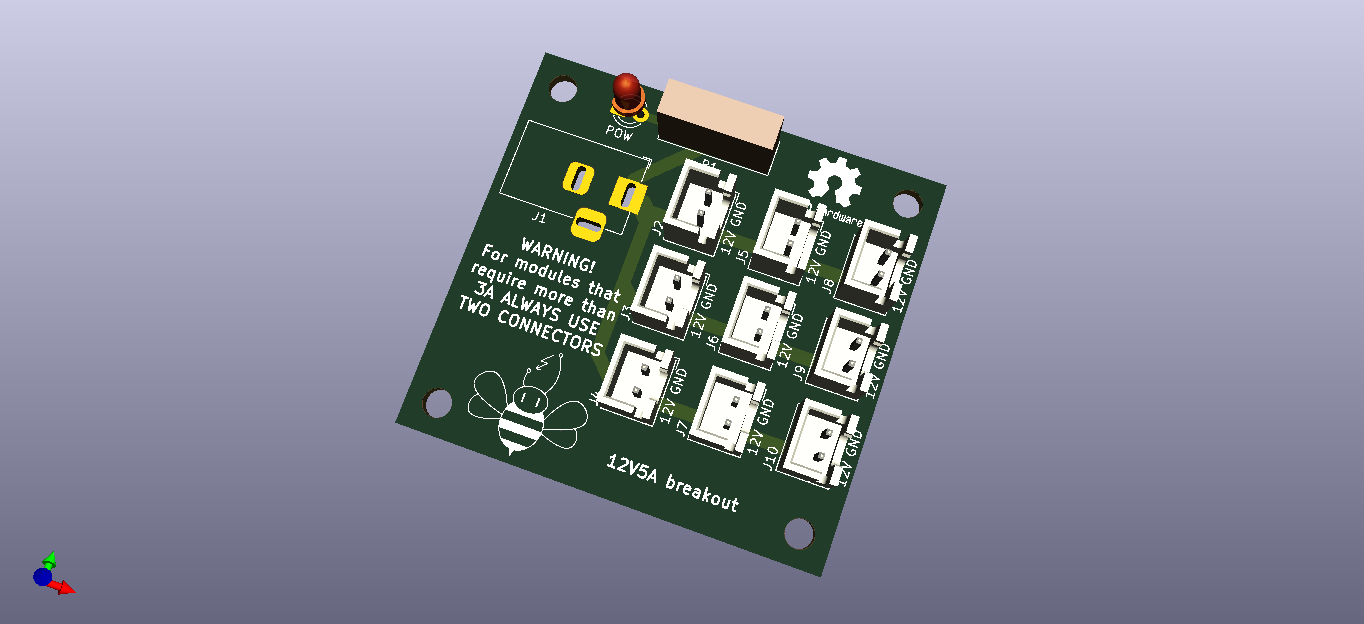 POW
J1
J2
12V GND
J5
12V GND
J8
12V GND
WARNING!
For modules that
require more than
3A ALWAYS USE
TWO CONNECTORS
J3
12V GND
J6
12V GND
J9
12V GND
12V GND
J7
12V GND
J10
12V GND
12V5A breakout